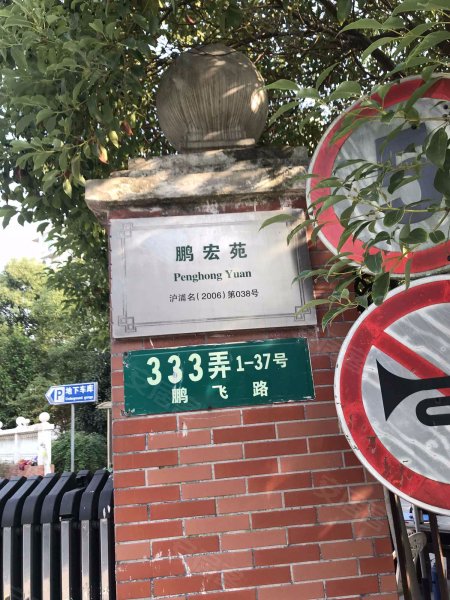 鹏宏苑
Penghong Yuan
沪浦名(2006)第038号
333弄1-37号
鹏飞路
P 地下车库